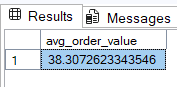 Results Messages
avg_order_value
1 38.3072623343546